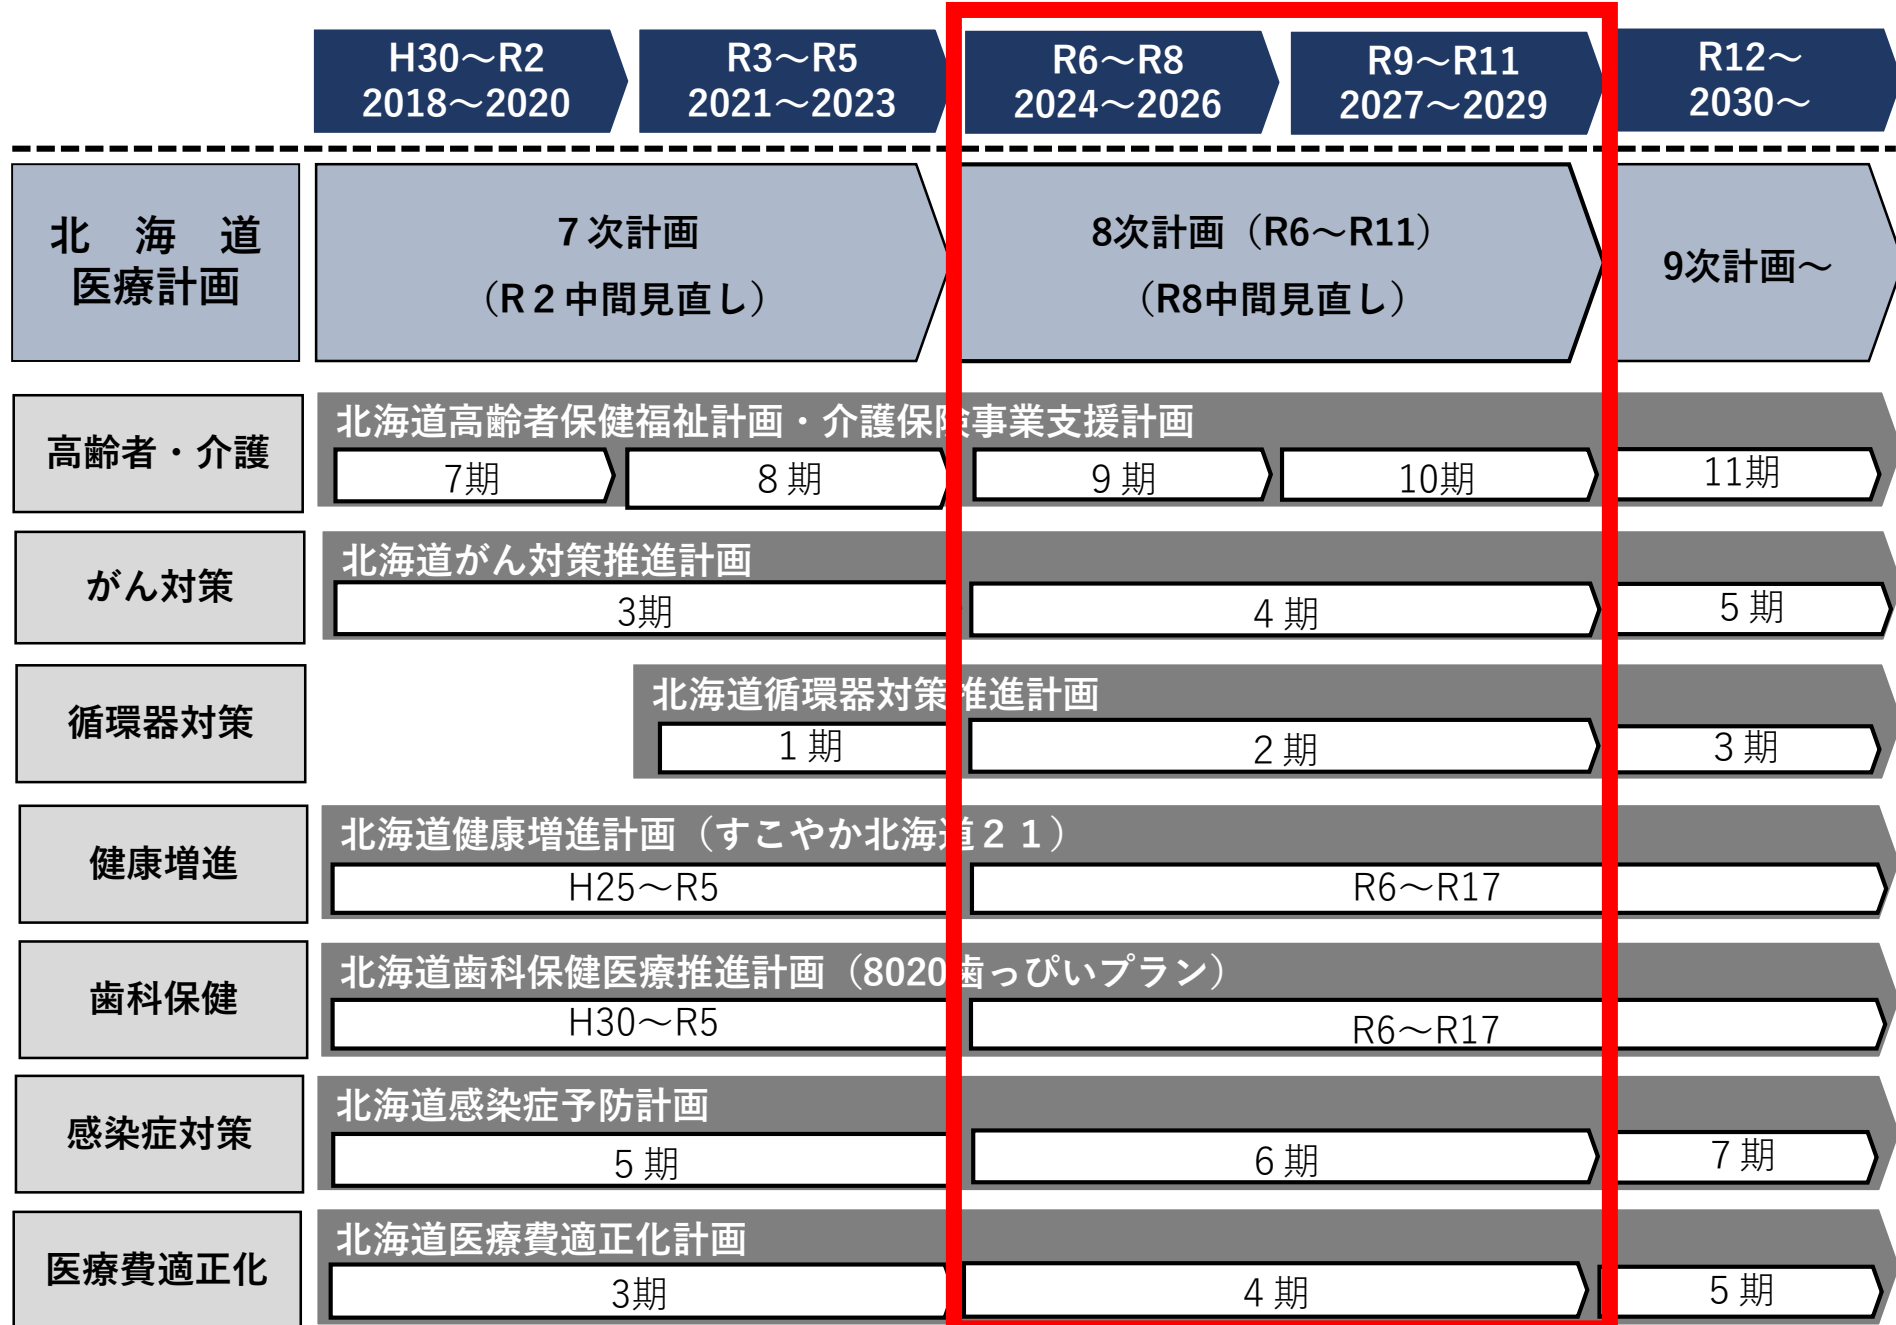 H30～R2
2018～2020
R3～R5
2021～2023
R6～R8
2024～2026
R9～R11
2027～2029
R12～
2030～
北　海　道
医療計画
７次計画
（R２中間見直し）
8次計画（R6～R11）
（R8中間見直し）
9次計画～
高齢者・介護
北海道高齢者保健福祉計画・介護保険事業支援計画
7期
８期
９期
10期
11期
がん対策
北海道がん対策推進計画
3期
４期
５期
循環器対策
北海道循環器対策推進計画
１期
２期
３期
健康増進
北海道健康増進計画（すこやか北海道２１）
H25～R5
R6～R17
歯科保健
北海道歯科保健医療推進計画（8020歯っぴいプラン）
H30～R5
R6～R17
感染症対策
北海道感染症予防計画
５期
６期
７期
医療費適正化
北海道医療費適正化計画
3期
４期
５期